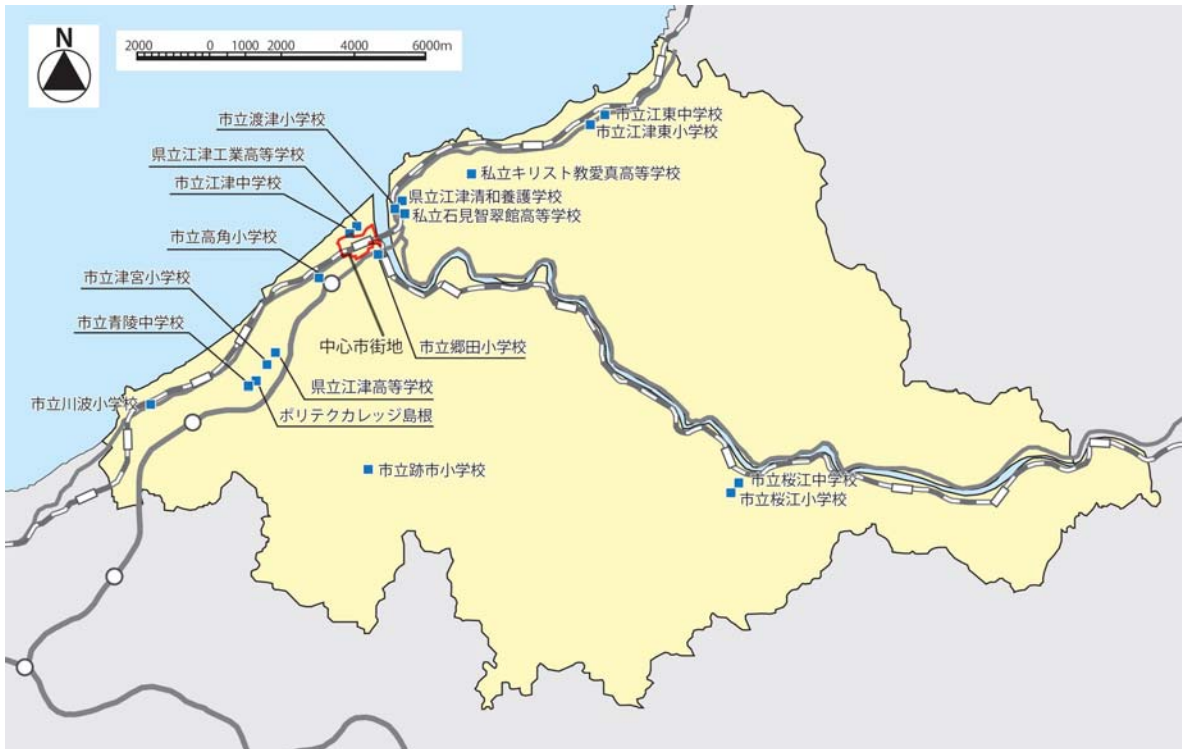 N
2000 0 1000 2000 4000 6000m
市立江東中学校
市立渡津小学校
市立江津東小学校
県立江津工業高等学校
私立キリスト教愛真高等学校
市立江津中学校
県立江津清和養護学校
私立石見智翠館高等学校
市立高角小学校
市立津宮小学校
市立青陵中学校
中心市街地
市立郷田小学校
県立江津高等学校
市立川波小学校
ポリテクカレッジ島根
市立跡市小学校
市立桜江中学校
市立桜江小学校